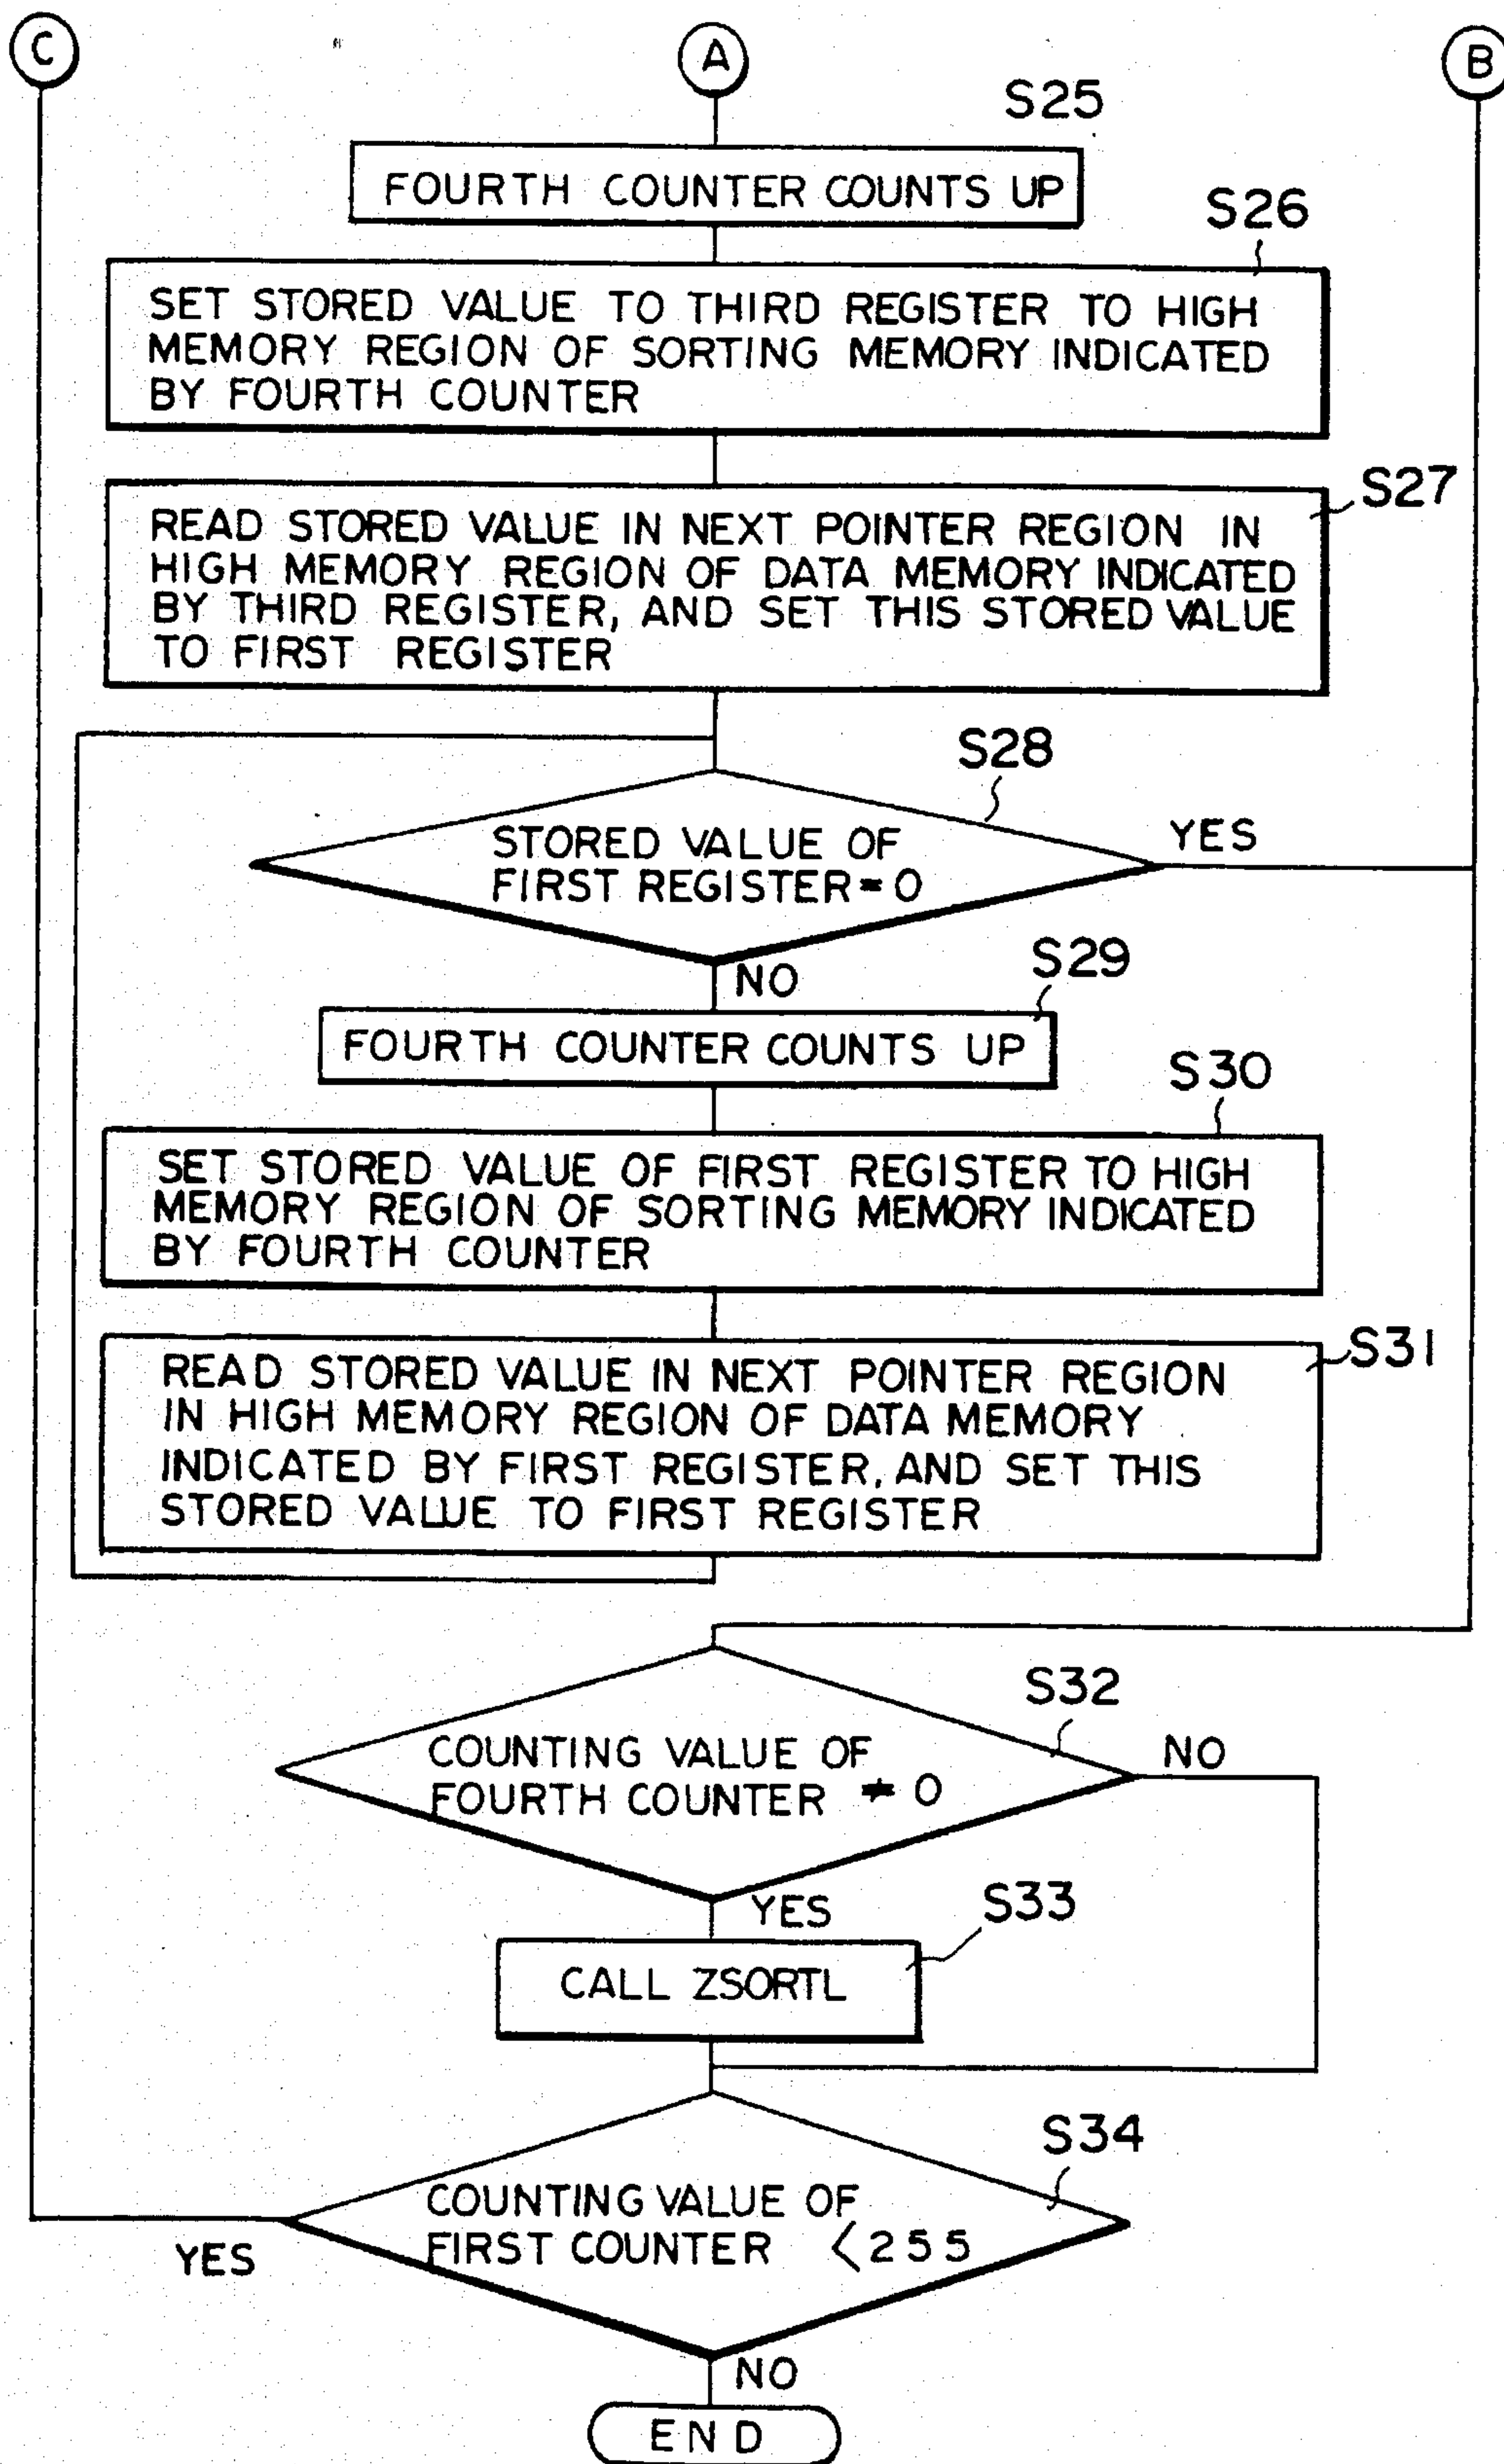 C
A
B
S25
FOURTH COUNTER COUNTS UP
S26
SET STORED VALUE TO THIRD REGISTER TO HIGH
MEMORY REGION OF SORTING MEMORY INDICATED
BY FOURTH COUNTER
S27
READ STORED VALUE IN NEXT POINTER REGION IN
HIGH MEMORY REGION OF DATA MEMORY INDICATED
BY THIRD REGISTER, AND SET THIS STORED VALUE
TO FIRST REGISTER
S28
STORED VALUE OF
FIRST REGISTER = 0
YES
NO
S29
FOURTH COUNTER COUNTS UP
S30
SET STORED VALUE OF FIRST REGISTER TO HIGH
MEMORY REGION OF SORTING MEMORY INDICATED
BY FOURTH COUNTER
S31
READ STORED VALUE IN NEXT POINTER REGION
IN HIGH MEMORY REGION OF DATA MEMORY
INDICATED BY FIRST REGISTER, AND SET THIS
STORED VALUE TO FIRST REGISTER
S32
COUNTING VALUE OF
FOURTH COUNTER ≠ 0
NO
YES
S33
CALL ZSORTL
S34
COUNTING VALUE OF
FIRST COUNTER < 255
YES
NO
END